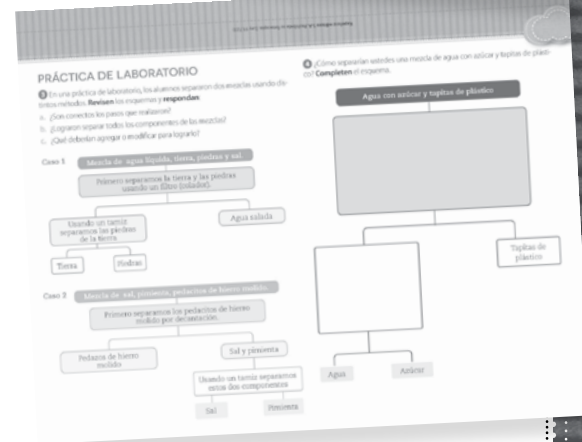 PRÁCTICA DE LABORATORIO
3 En una práctica de laboratorio, los alumnos separaron dos mezclas usando dis-
tintos métodos. Revisen los esquemas y respondan:
a. ¿Son correctos los pasos que realizaron?
b. ¿Lograron separar todos los componentes de las mezclas?
c. ¿Qué deberían agregar o modificar para lograrlo?
Caso 1
Mezcla de agua líquida, tierra, piedras y sal.
Primero separamos la tierra y las piedras
usando un filtro (colador).
Usando un tamiz
separamos las piedras
de la tierra.
Agua salada
Tierra
Piedras
Caso 2
Mezcla de sal, pimienta, pedacitos de hierro molido.
Primero separamos los pedacitos de hierro
molido por decantación.
Pedazos de hierro
molido
Sal y pimienta
Usando un tamiz separamos
estos dos componentes
Sal
Pimienta
4 ¿Cómo separarían ustedes una mezcla de agua con azúcar y tapitas de plásti-
co? Completen el esquema.
Agua con azúcar y tapitas de plástico
Tapitas de
plástico
Agua
Azúcar